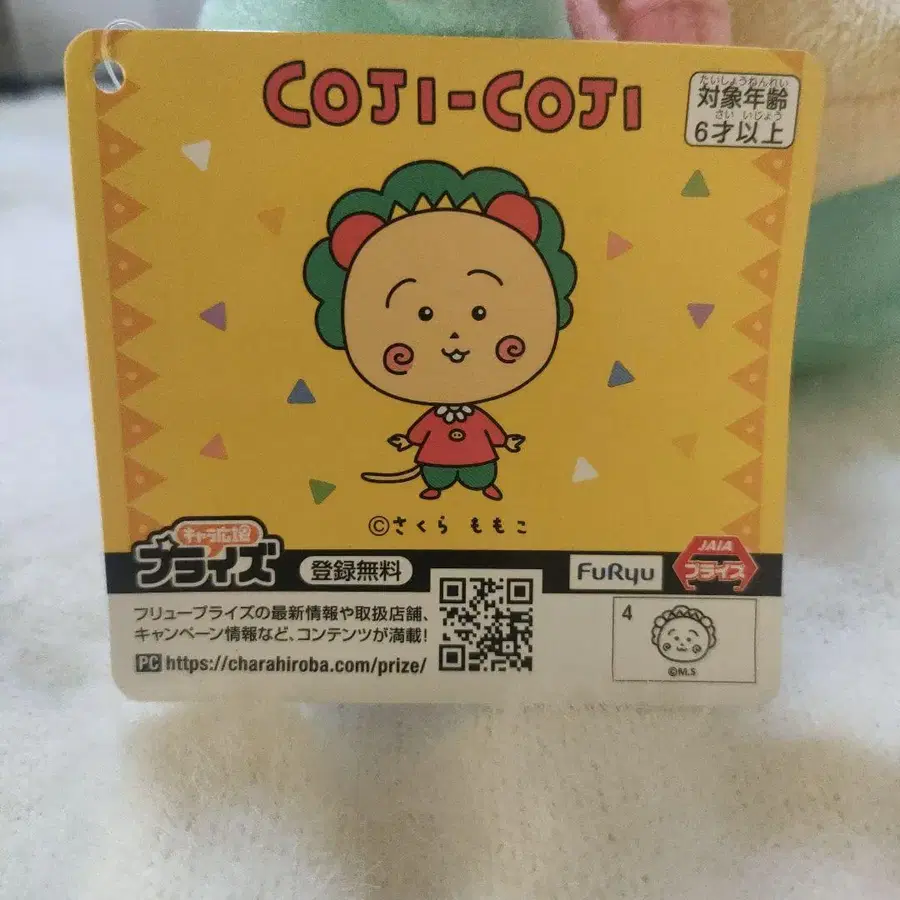 COJI-COJI
たいしょうねんれい
対象年齢
さい いじょう
6才以上
©さくら ももこ
キャラ広場
プライズ
登録無料
FuRyu
JAIA
プライズ
フリュープライズの最新情報や取扱店舗、
キャンペーン情報など、コンテンツが満載!
PC https://charahiroba.com/prize/
4
©M.S